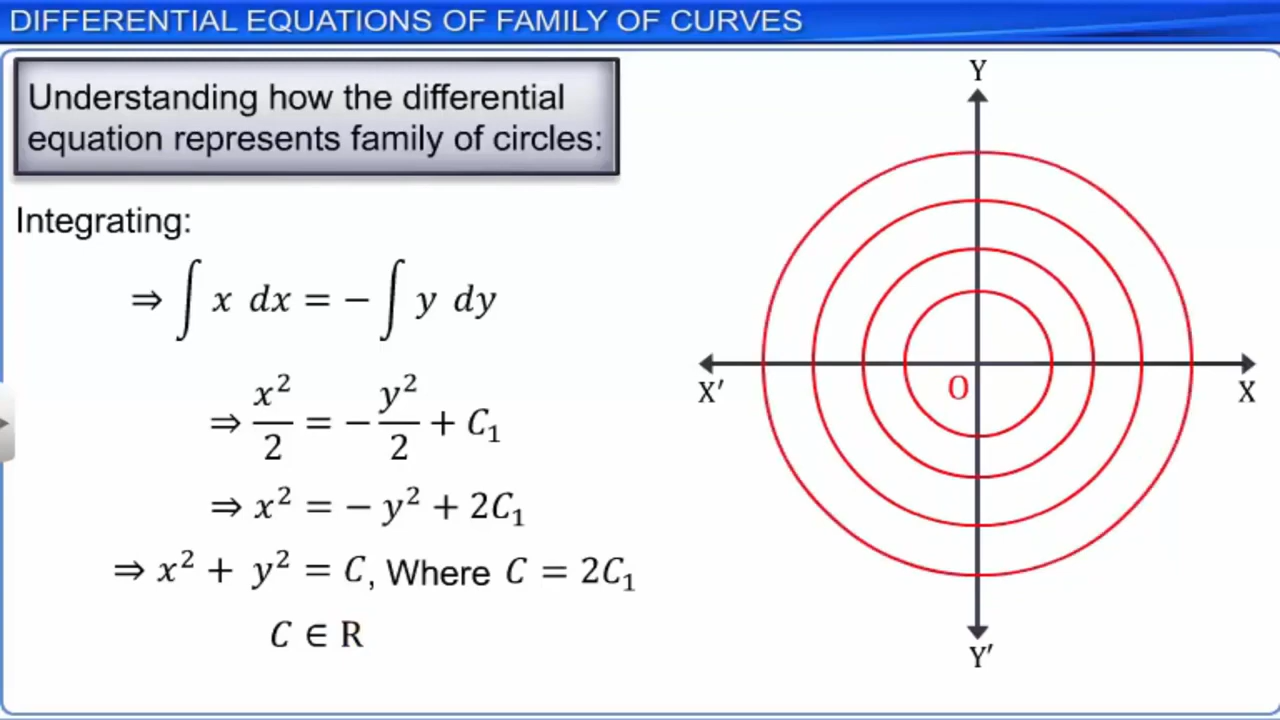 DIFFERENTIAL EQUATIONS OF FAMILY OF CURVES
Understanding how the differential
equation represents family of circles:
Integrating:
⇒ ∫ x dx = − ∫ y dy
⇒ x²/2 = − y²/2 + C₁
⇒ x² = − y² + 2C₁
⇒ x² + y² = C, Where C = 2C₁
C ∈ R
Y
X′ O X
Y′